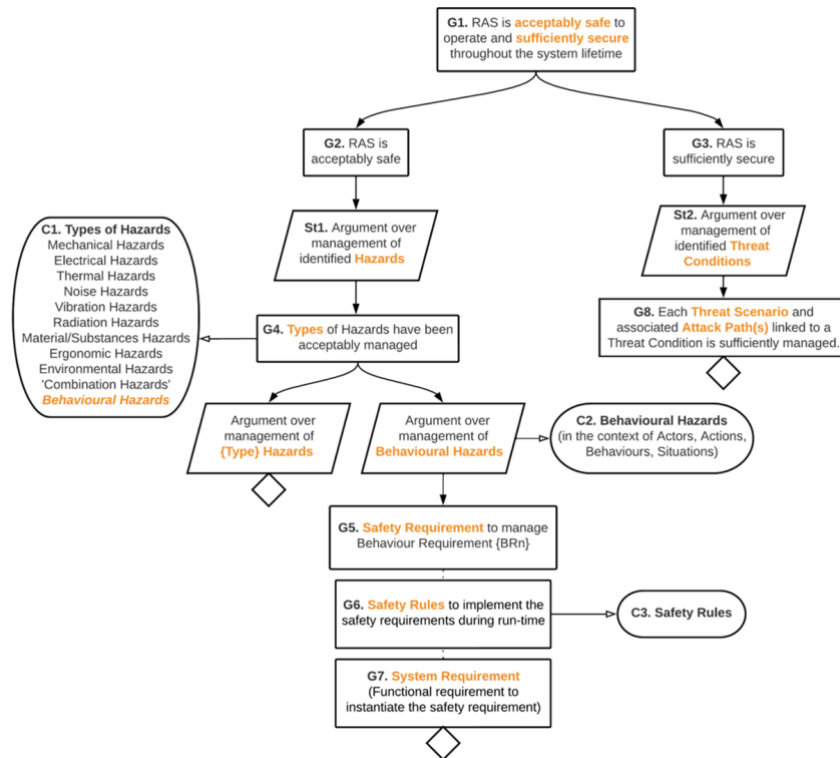 G1. RAS is acceptably safe to
operate and sufficiently secure
throughout the system lifetime
G2. RAS is
acceptably safe
G3. RAS is
sufficiently secure
C1. Types of Hazards
Mechanical Hazards
Electrical Hazards
Thermal Hazards
Noise Hazards
Vibration Hazards
Radiation Hazards
Material/Substances Hazards
Ergonomic Hazards
Environmental Hazards
'Combination Hazards'
Behavioural Hazards
St1. Argument over
management of
identified Hazards
St2. Argument over
management of
identified Threat
Conditions
G4. Types of Hazards have been
acceptably managed
G8. Each Threat Scenario and
associated Attack Path(s) linked to a
Threat Condition is sufficiently managed.
Argument over
management of
{Type} Hazards
Argument over
management of
Behavioural Hazards
C2. Behavioural Hazards
(in the context of Actors, Actions,
Behaviours, Situations)
G5. Safety Requirement to manage
Behaviour Requirement {BRn}
G6. Safety Rules to implement the
safety requirements during run-time
C3. Safety Rules
G7. System Requirement
(Functional requirement to
instantiate the safety requirement)